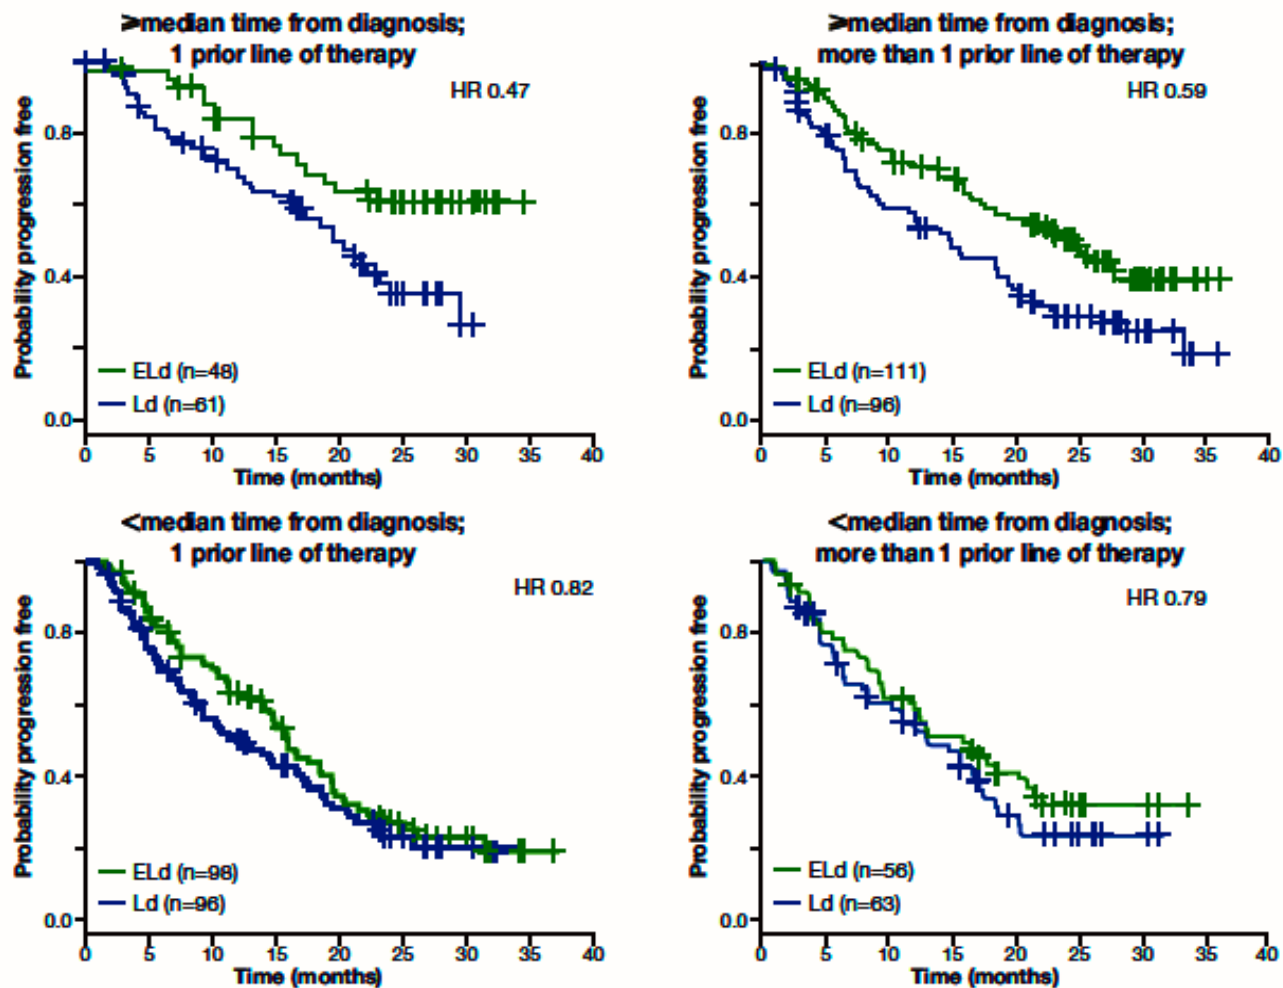 ≥median time from diagnosis;
1 prior line of therapy
HR 0.47
Probability progression free
0.8
0.4
0.0
ELd (n=48)
Ld (n=61)
0 5 10 15 20 25 30 35 40
Time (months)
≥median time from diagnosis;
more than 1 prior line of therapy
HR 0.59
Probability progression free
0.8
0.4
0.0
ELd (n=111)
Ld (n=96)
0 5 10 15 20 25 30 35 40
Time (months)
<median time from diagnosis;
1 prior line of therapy
HR 0.82
Probability progression free
0.8
0.4
0.0
ELd (n=98)
Ld (n=96)
0 5 10 15 20 25 30 35 40
Time (months)
<median time from diagnosis;
more than 1 prior line of therapy
HR 0.79
Probability progression free
0.8
0.4
0.0
ELd (n=56)
Ld (n=63)
0 5 10 15 20 25 30 35 40
Time (months)